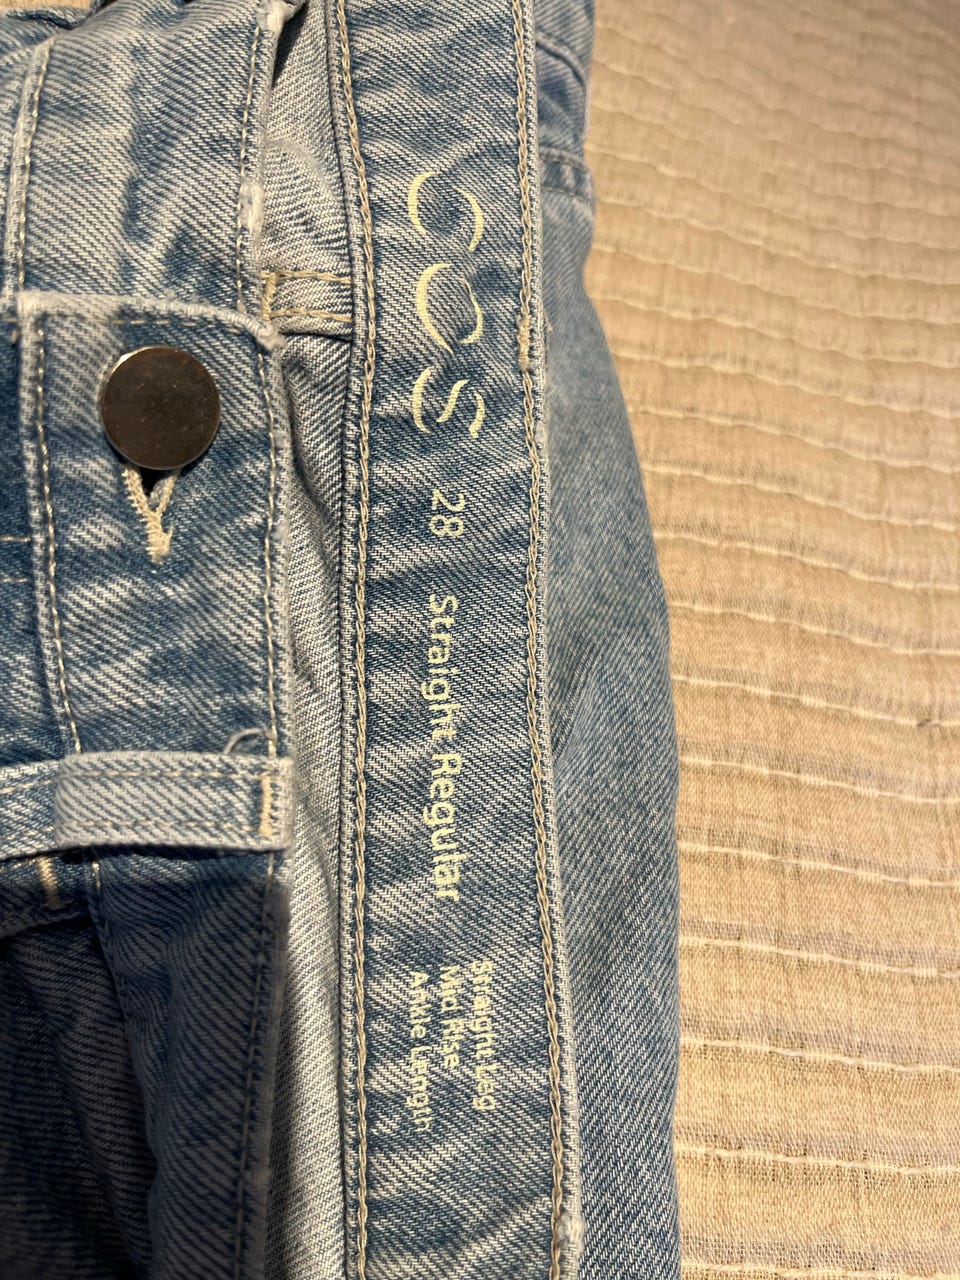 COS
28
Straight Regular
Straight Leg
Mid Rise
Ankle Length